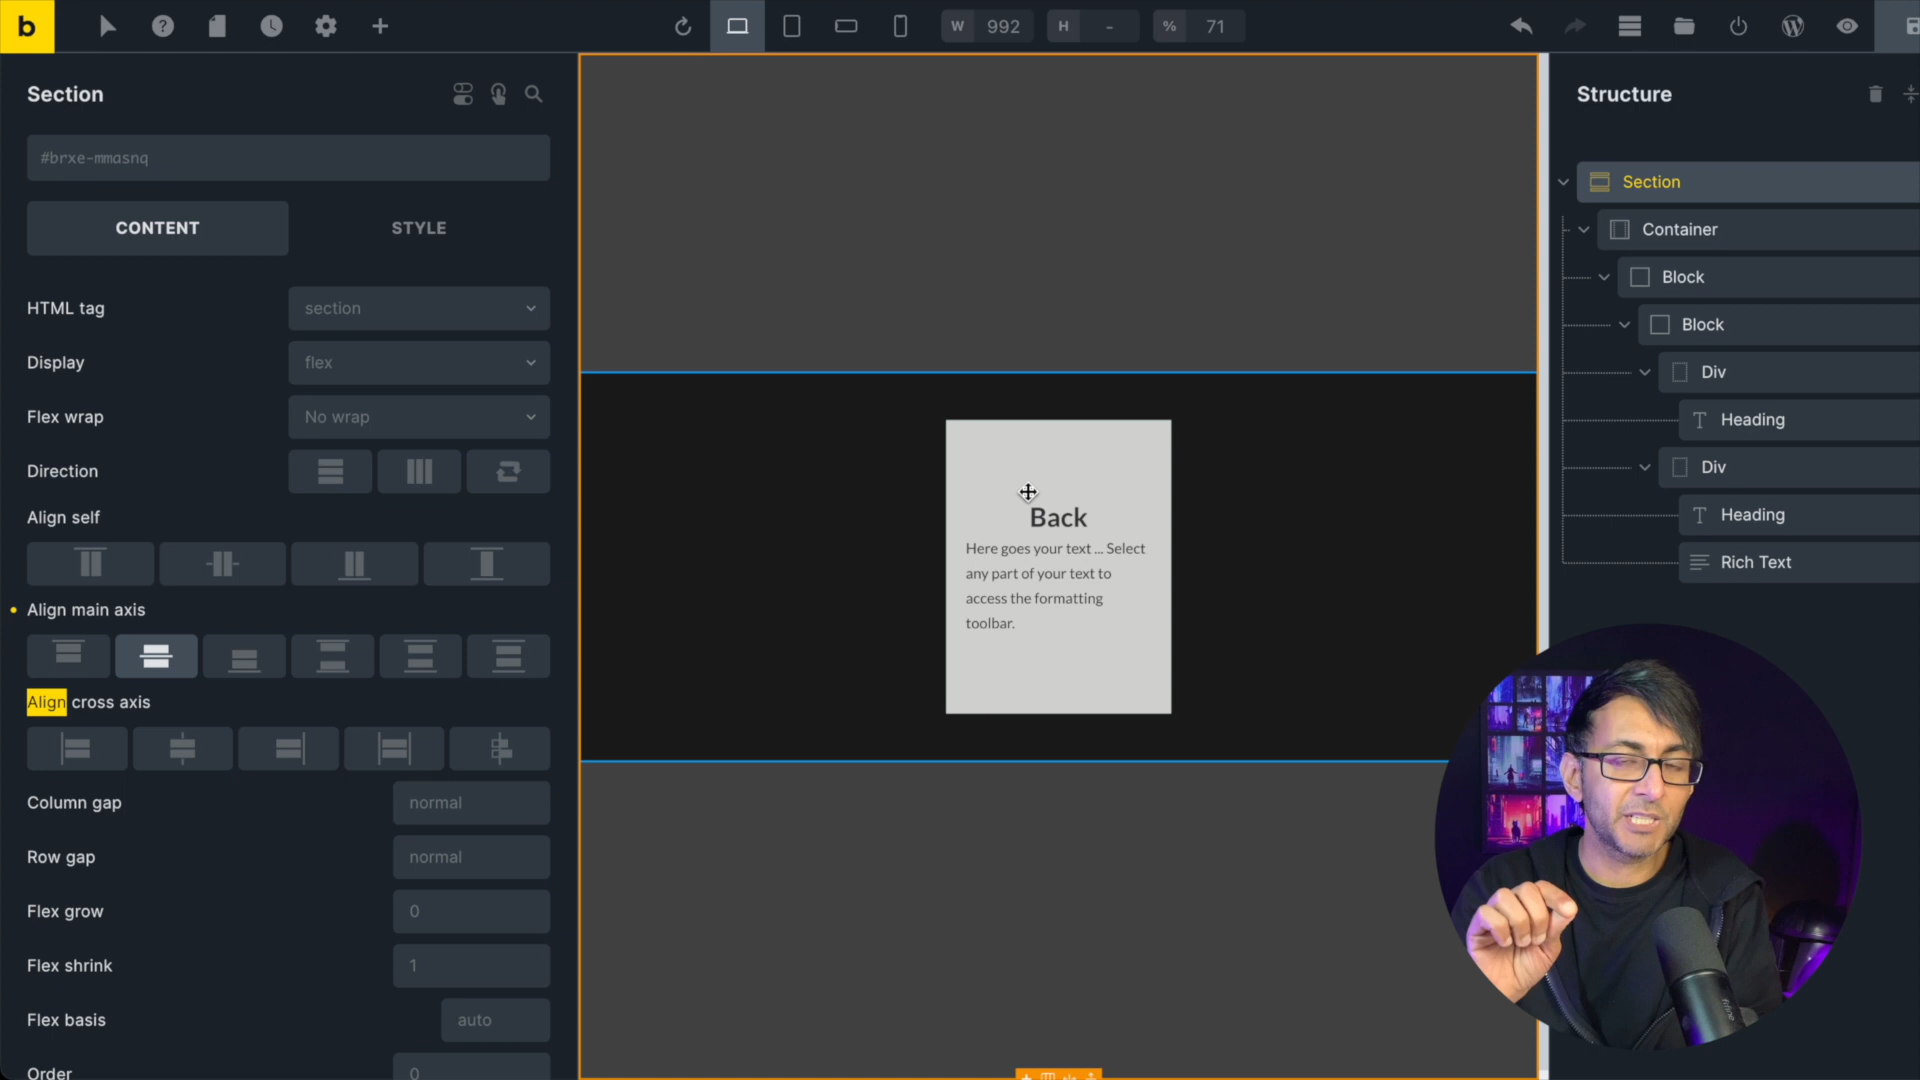 b
W 992
H -
% 71
Section
#brxe-mmasnq
CONTENT
STYLE
HTML tag
section
Display
flex
Flex wrap
No wrap
Direction
Align self
Align main axis
Align cross axis
Column gap
normal
Row gap
normal
Flex grow
0
Flex shrink
1
Flex basis
auto
Order
0
Back
Here goes your text ... Select
any part of your text to
access the formatting
toolbar.
Structure
Section
Container
Block
Block
Div
Heading
Div
Heading
Rich Text
fifine